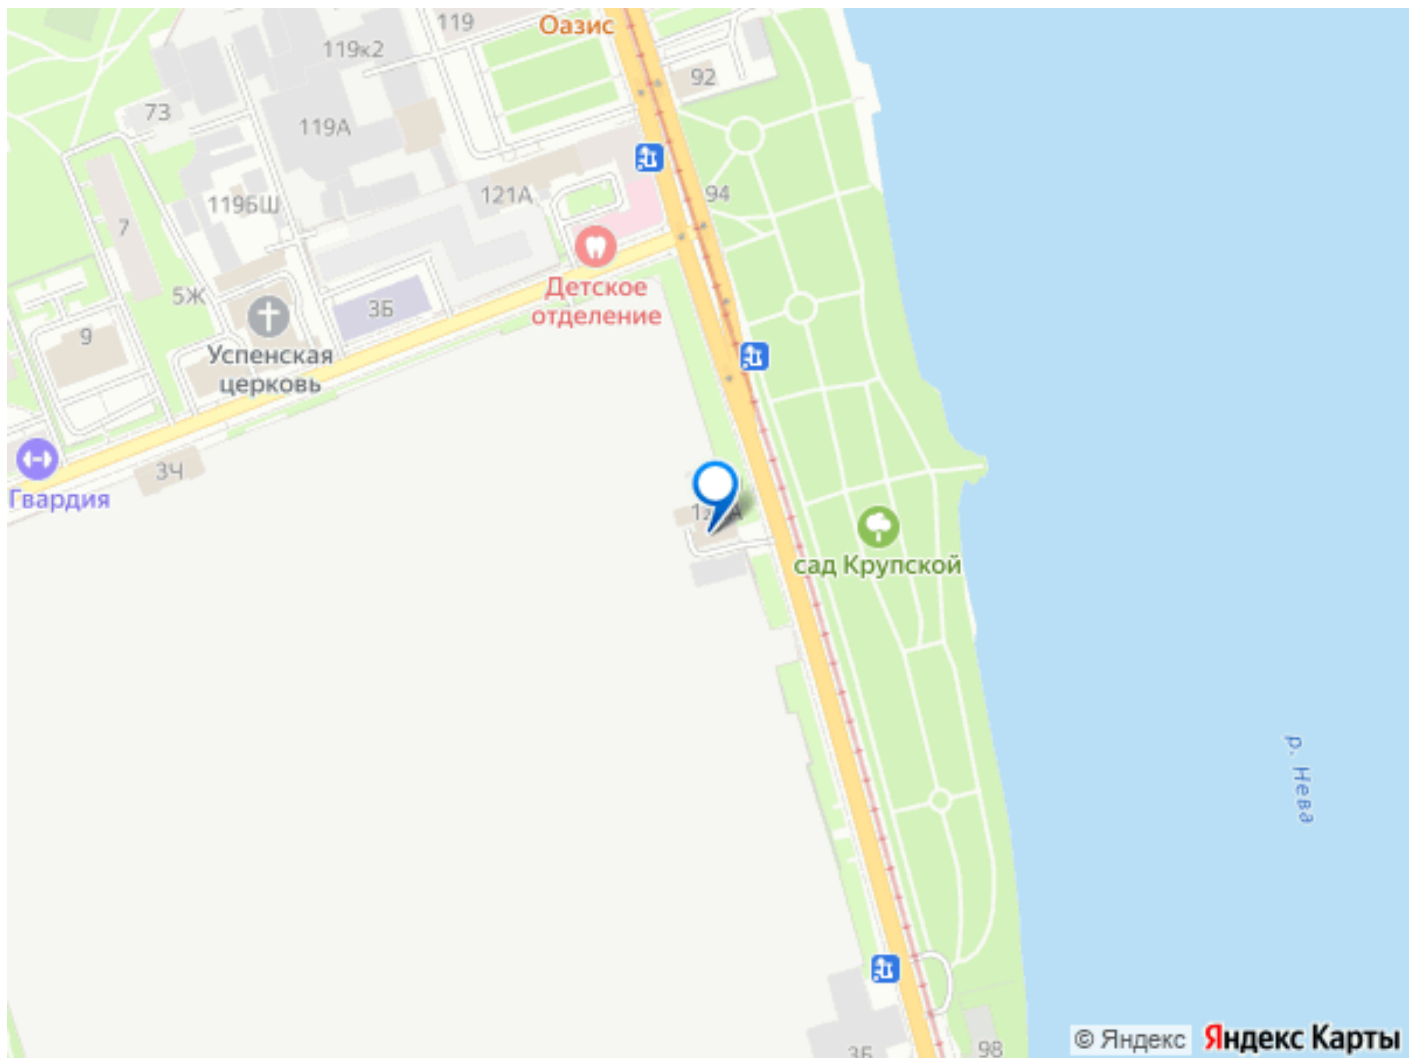 119
Оазис
119к2
92
73
119А
121А
94
119БШ
7
Детское
отделение
5Ж
3Б
9
Успенская
церковь
3Ч
Гвардия
сад Крупской
р. Нева
3Б
98
© Яндекс
Яндекс Карты